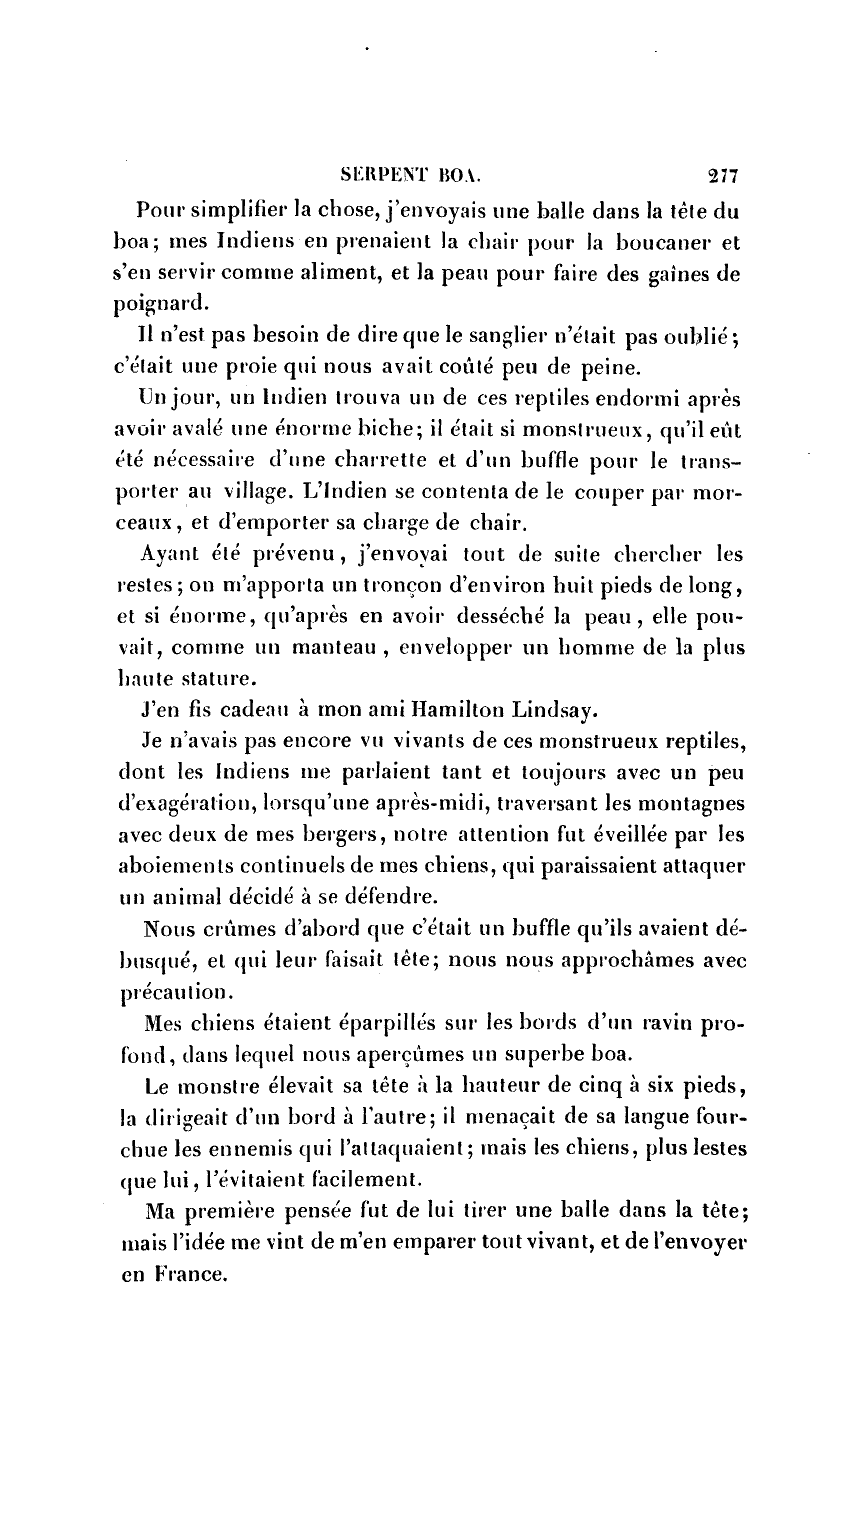 SERPENT BOA. 277
Pour simplifier la chose, j'envoyais une balle dans la tête du
boa; mes Indiens en prenaient la chair pour la boucaner et
s'en servir comme aliment, et la peau pour faire des gaînes de
poignard.
Il n'est pas besoin de dire que le sanglier n'était pas oublié;
c'était une proie qui nous avait coûté peu de peine.
Un jour, un Indien trouva un de ces reptiles endormi après
avoir avalé une énorme biche; il était si monstrueux, qu'il eût
été nécessaire d'une charrette et d'un buffle pour le trans-
porter au village. L'Indien se contenta de le couper par mor-
ceaux, et d'emporter sa charge de chair.
Ayant été prévenu, j'envoyai tout de suite chercher les
restes; on m'apporta un tronçon d'environ huit pieds de long,
et si énorme, qu'après en avoir desséché la peau, elle pou-
vait, comme un manteau, envelopper un homme de la plus
haute stature.
J'en fis cadeau à mon ami Hamilton Lindsay.
Je n'avais pas encore vu vivants de ces monstrueux reptiles,
dont les Indiens me parlaient tant et toujours avec un peu
d'exagération, lorsqu'une après-midi, traversant les montagnes
avec deux de mes bergers, notre attention fut éveillée par les
aboiements continuels de mes chiens, qui paraissaient attaquer
un animal décidé à se défendre.
Nous crûmes d'abord que c'était un buffle qu'ils avaient dé-
busqué, et qui leur faisait tête; nous nous approchâmes avec
précaution.
Mes chiens étaient éparpillés sur les bords d'un ravin pro-
fond, dans lequel nous aperçûmes un superbe boa.
Le monstre élevait sa tête à la hauteur de cinq à six pieds,
la dirigeait d'un bord à l'autre; il menaçait de sa langue four-
chue les ennemis qui l'attaquaient; mais les chiens, plus lestes
que lui, l'évitaient facilement.
Ma première pensée fut de lui tirer une balle dans la tête;
mais l'idée me vint de m'en emparer tout vivant, et de l'envoyer
en France.